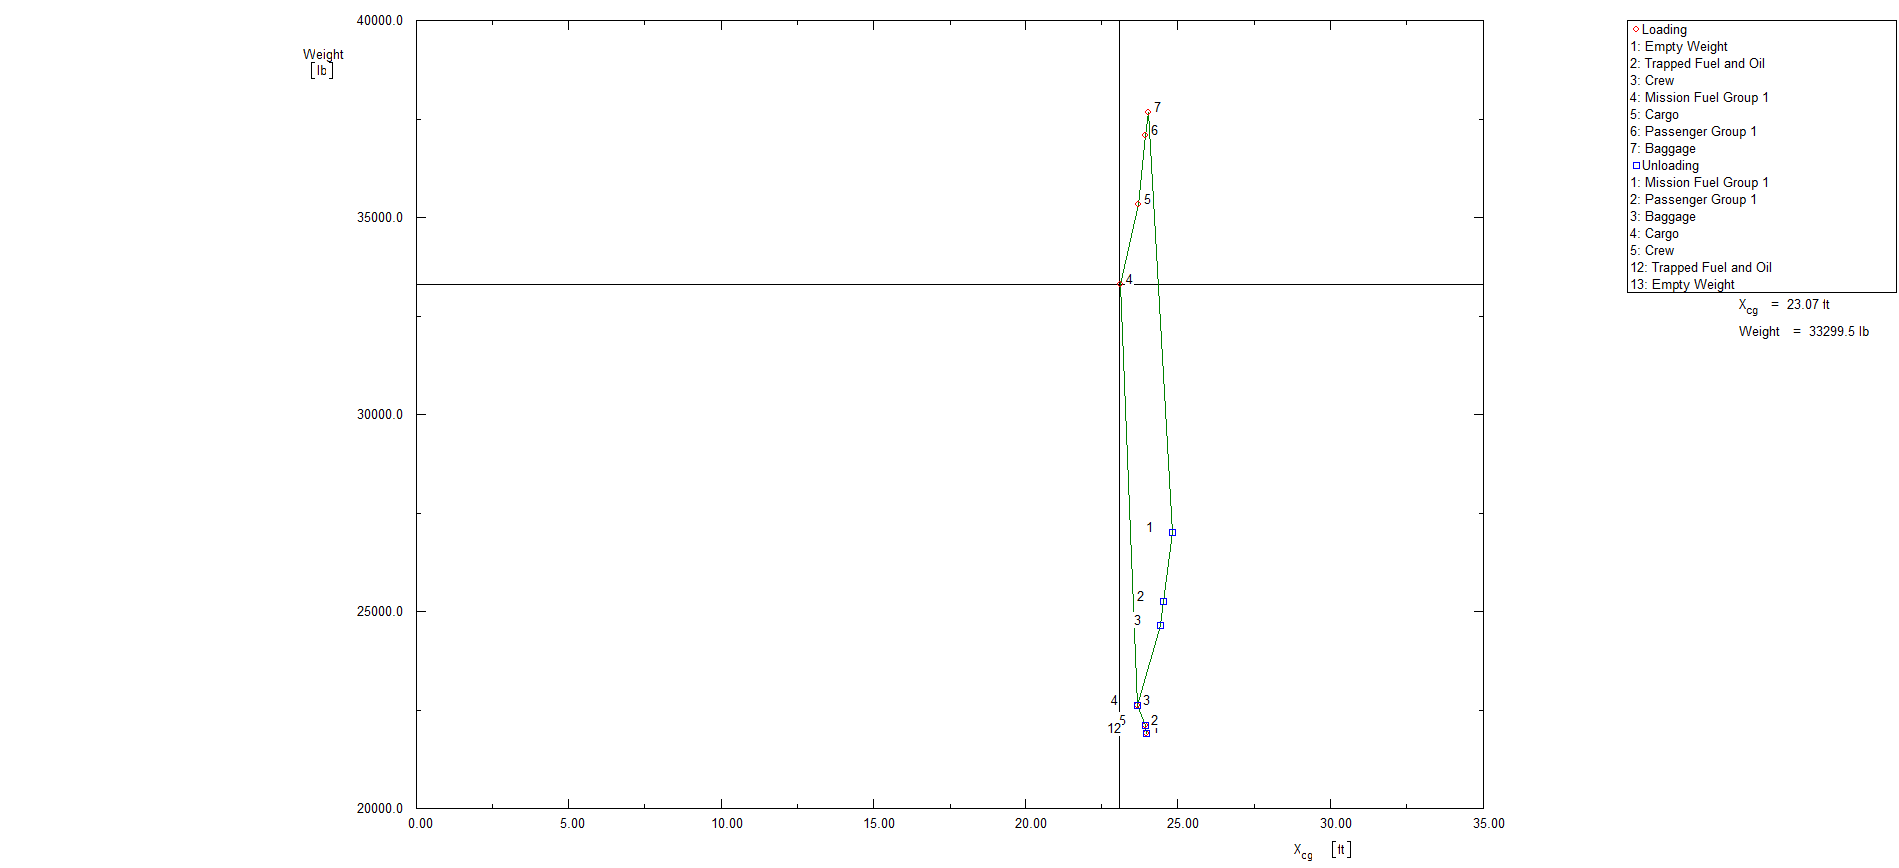 40000.0
Weight
[lb]
7
6
35000.0
5
4
30000.0
1
25000.0
2
3
4
3
5
2
12
1
20000.0
0.00
5.00
10.00
15.00
20.00
25.00
30.00
35.00
Xcg [ft]
Loading
1: Empty Weight
2: Trapped Fuel and Oil
3: Crew
4: Mission Fuel Group 1
5: Cargo
6: Passenger Group 1
7: Baggage
Unloading
1: Mission Fuel Group 1
2: Passenger Group 1
3: Baggage
4: Cargo
5: Crew
12: Trapped Fuel and Oil
13: Empty Weight
Xcg = 23.07 ft
Weight = 33299.5 lb